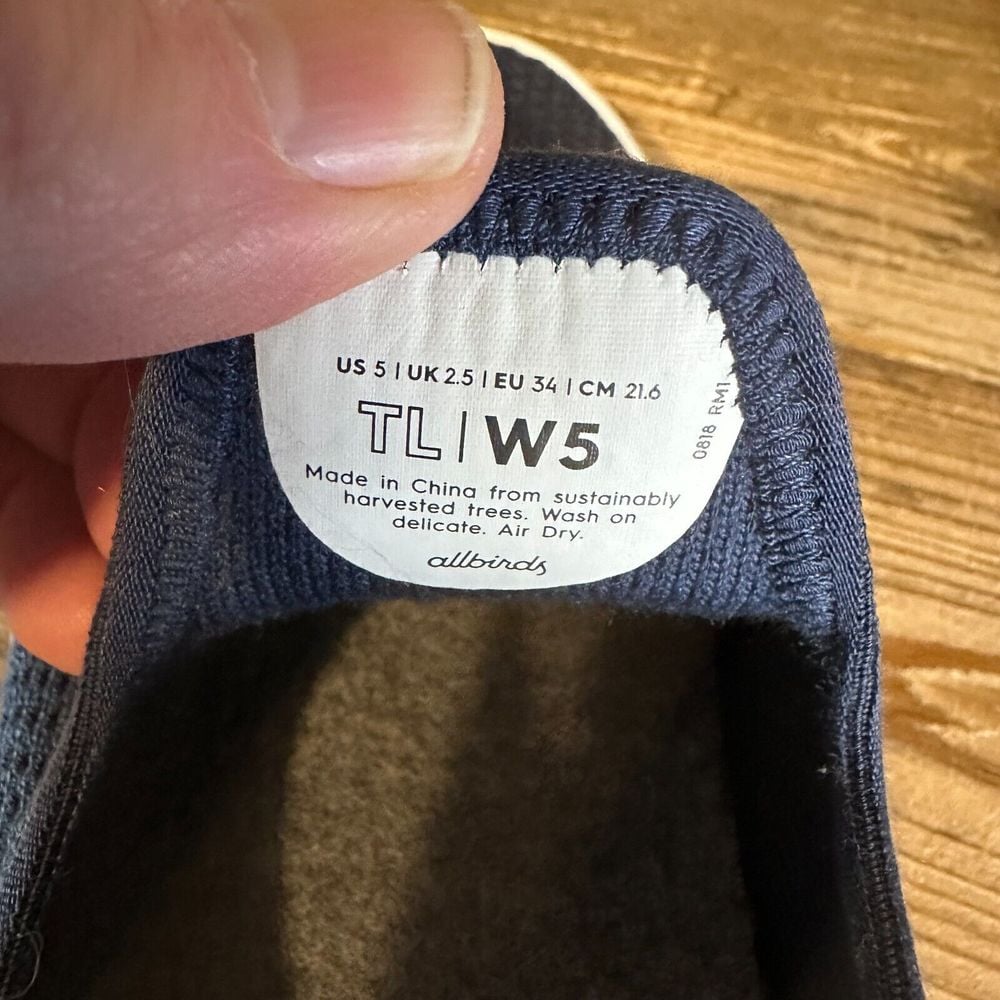 US 5 | UK 2.5 | EU 34 | CM 21.6
TL | W5
Made in China from sustainably
harvested trees. Wash on
delicate. Air Dry.
allbirds
0818 RM1